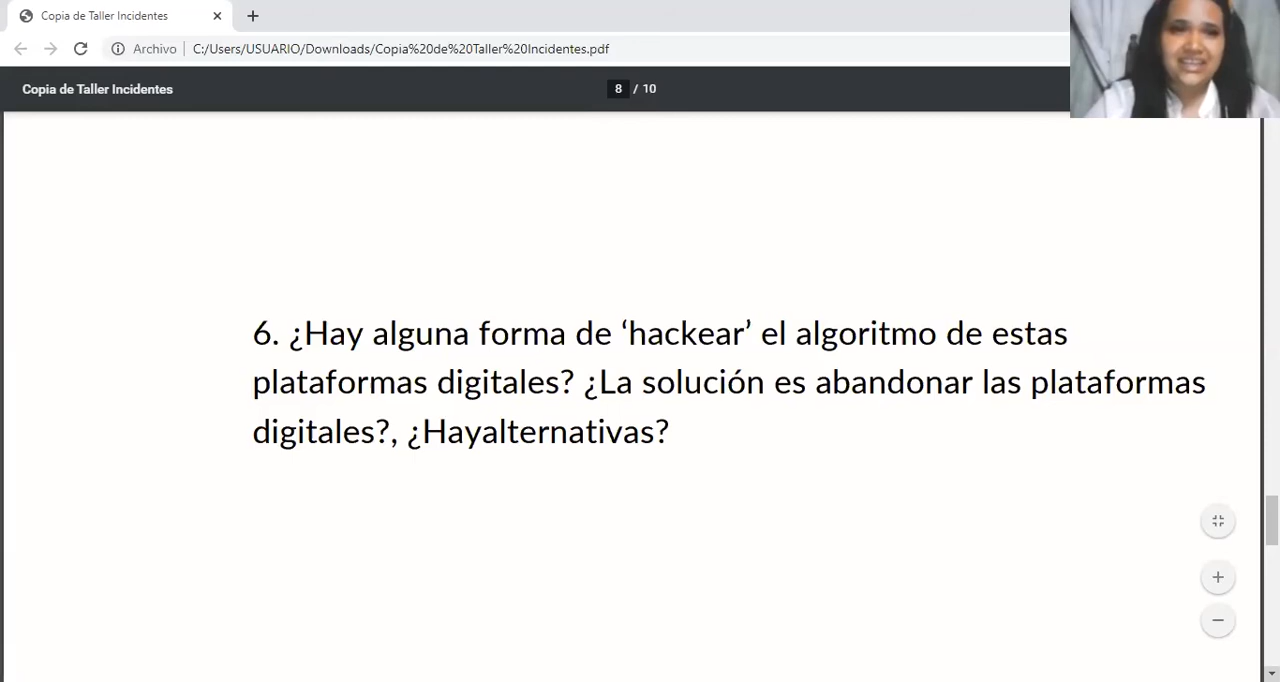 Copia de Taller Incidentes
Archivo
C:/Users/USUARIO/Downloads/Copia%20de%20Taller%20Incidentes.pdf
Copia de Taller Incidentes
8 / 10
6. ¿Hay alguna forma de ‘hackear’ el algoritmo de estas
plataformas digitales? ¿La solución es abandonar las plataformas
digitales?, ¿Hayalternativas?